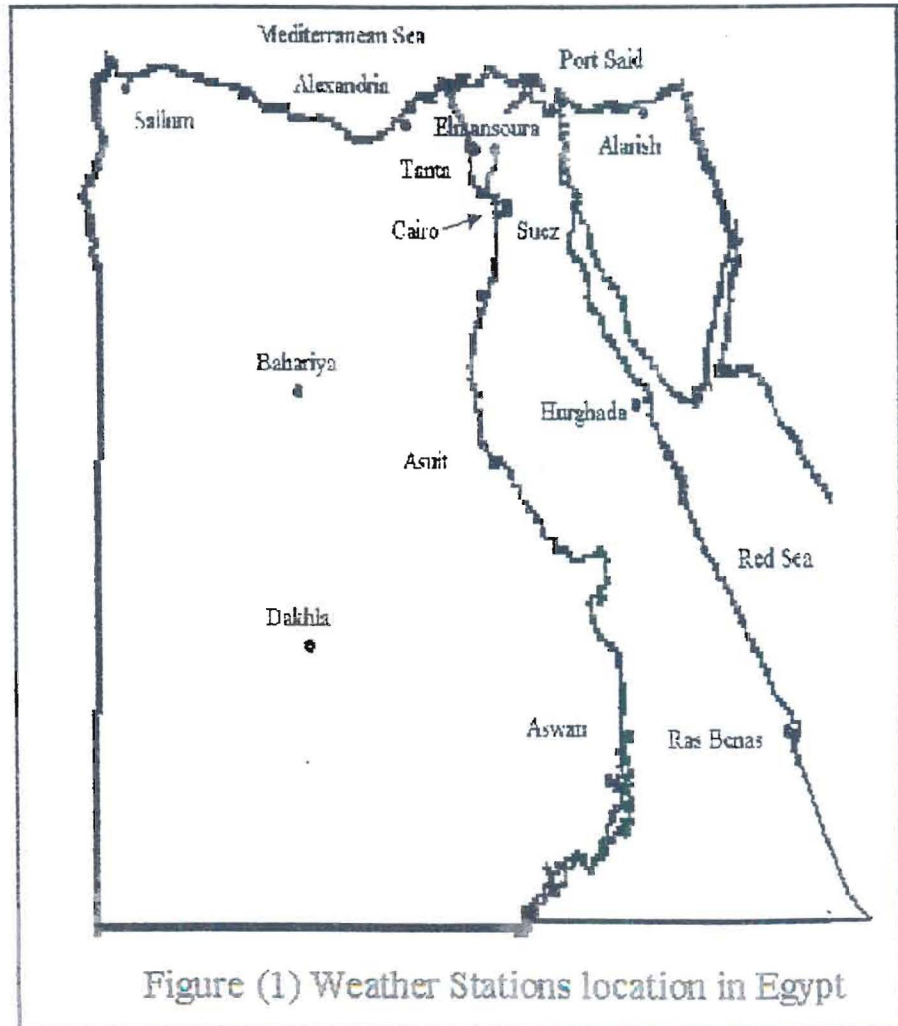 Mediterranean Sea
Port Said
Alexandria
Sallum
Elmansoura
Alarish
Tanta
Cairo
Suez
Bahariya
Hurghada
Asuit
Red Sea
Dakhla
Aswan
Ras Benas
Figure (1) Weather Stations location in Egypt